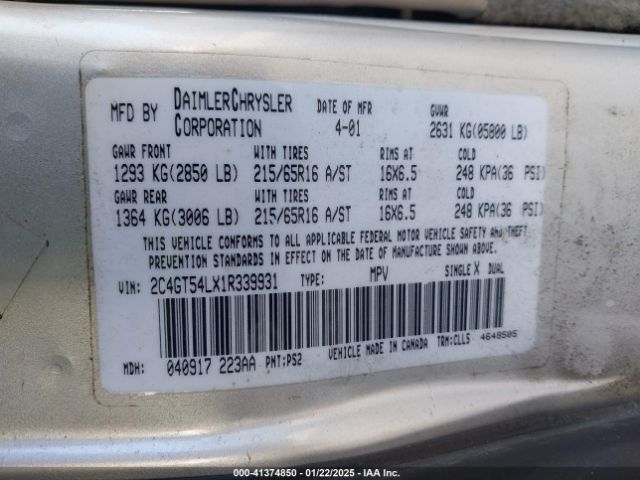 MFD BY DAIMLERCHRYSLER CORPORATION DATE OF MFR 4-01 GVWR 2631 KG(05800 LB)
GAWR FRONT WITH TIRES RIMS AT COLD
1293 KG(2850 LB) 215/65R16 A/ST 16X6.5 248 KPA(36 PSI)
GAWR REAR WITH TIRES RIMS AT COLD
1364 KG(3006 LB) 215/65R16 A/ST 16X6.5 248 KPA(36 PSI)
THIS VEHICLE CONFORMS TO ALL APPLICABLE FEDERAL MOTOR VEHICLE SAFETY AND THEFT
PREVENTION STANDARDS IN EFFECT ON THE DATE OF MANUFACTURE SHOWN ABOVE.
VIN: 2C4GT54LX1R339931 TYPE: MPV SINGLE X DUAL
MDH: 040917 223AA PNT:PS2 VEHICLE MADE IN CANADA TRM:CLLS 4648505
000-41374850 - 01/22/2025 - IAA Inc.